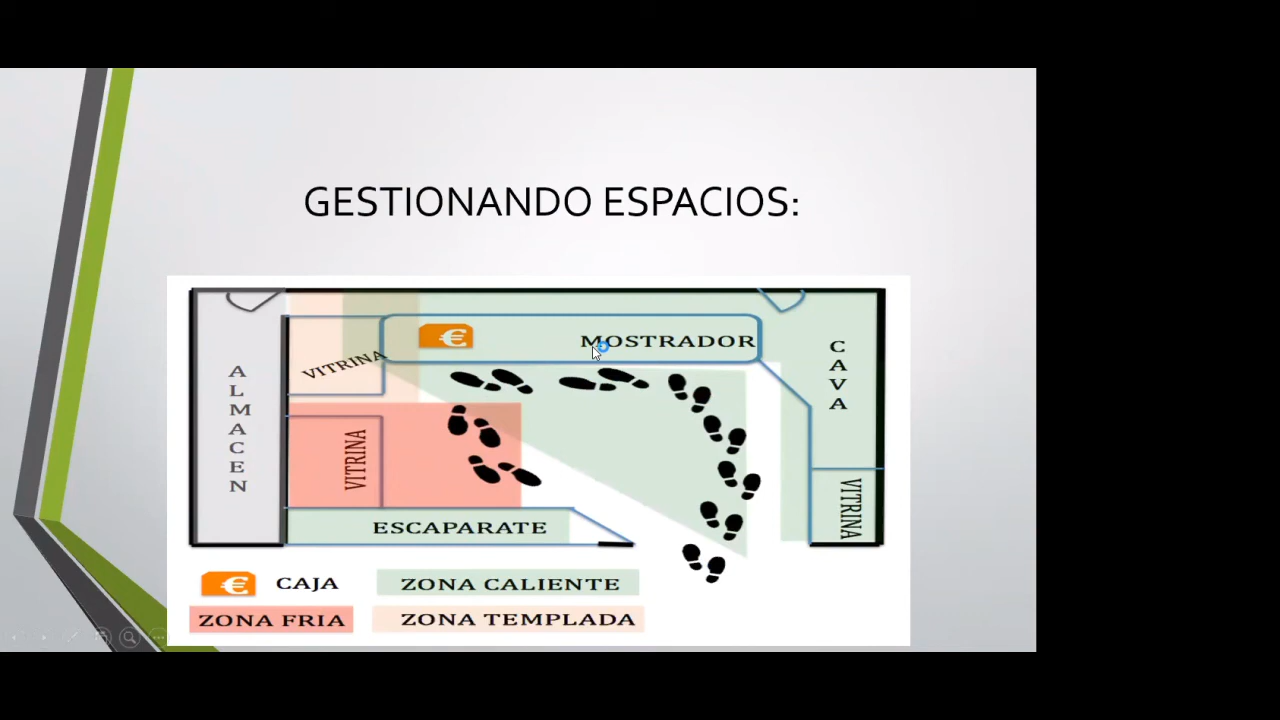 GESTIONANDO ESPACIOS:
ALMACEN
VITRINA
€
MOSTRADOR
CAVA
VITRINA
VITRINA
ESCAPARATE
€ CAJA
ZONA CALIENTE
ZONA FRIA
ZONA TEMPLADA